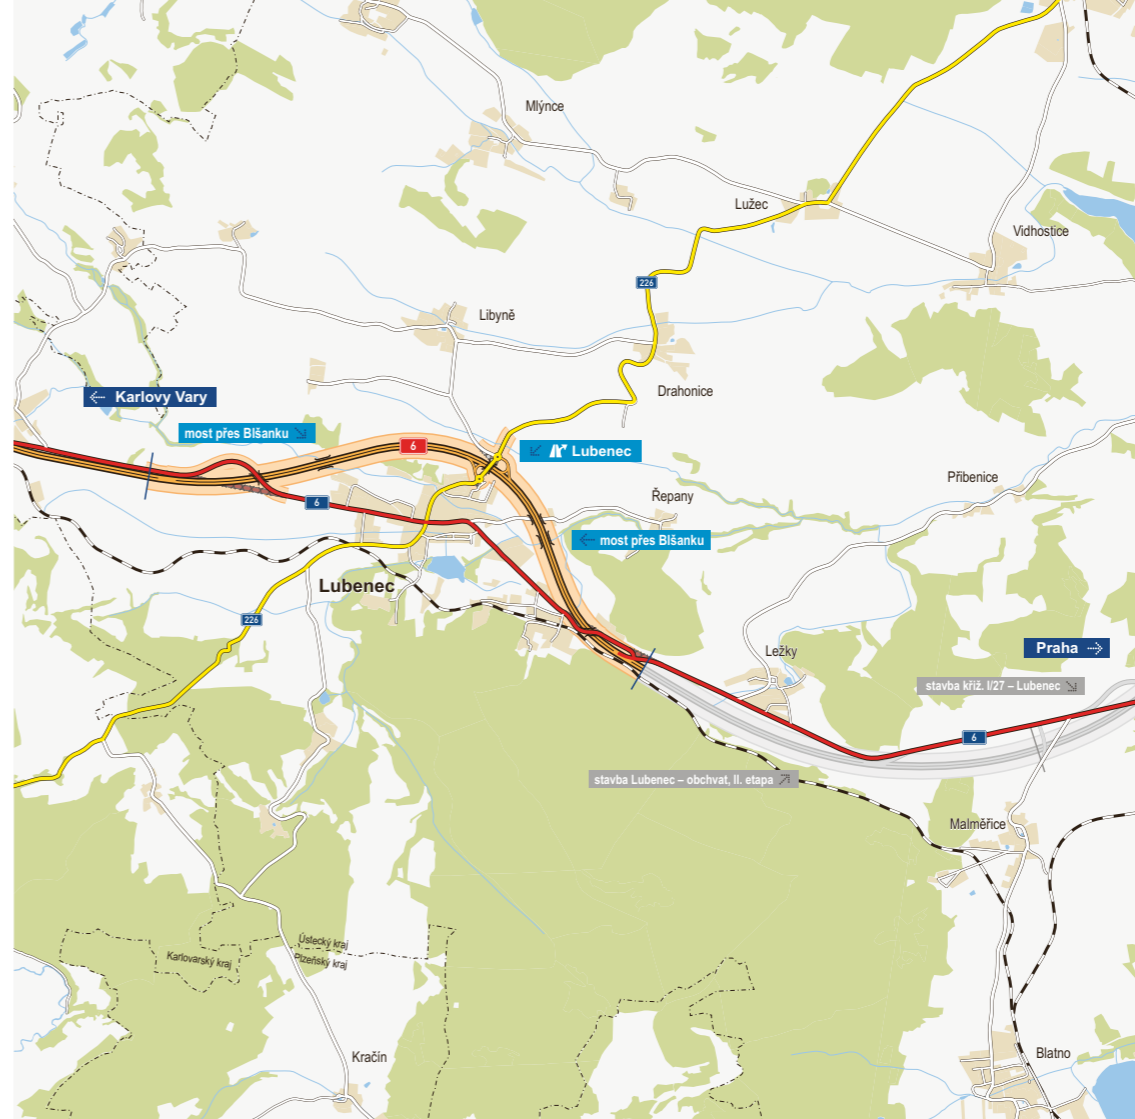 Mlýnce
Lužec
Vidhostice
226
Libyně
Drahonice
Karlovy Vary
most přes Blšanku
6
Lubenec
Přibenice
6
Řepany
most přes Blšanku
Lubenec
226
Ležky
Praha
stavba křiž. I/27 – Lubenec
6
stavba Lubenec – obchvat, II. etapa
Malměřice
Ústecký kraj
Karlovarský kraj
Plzeňský kraj
Kračín
Blatno